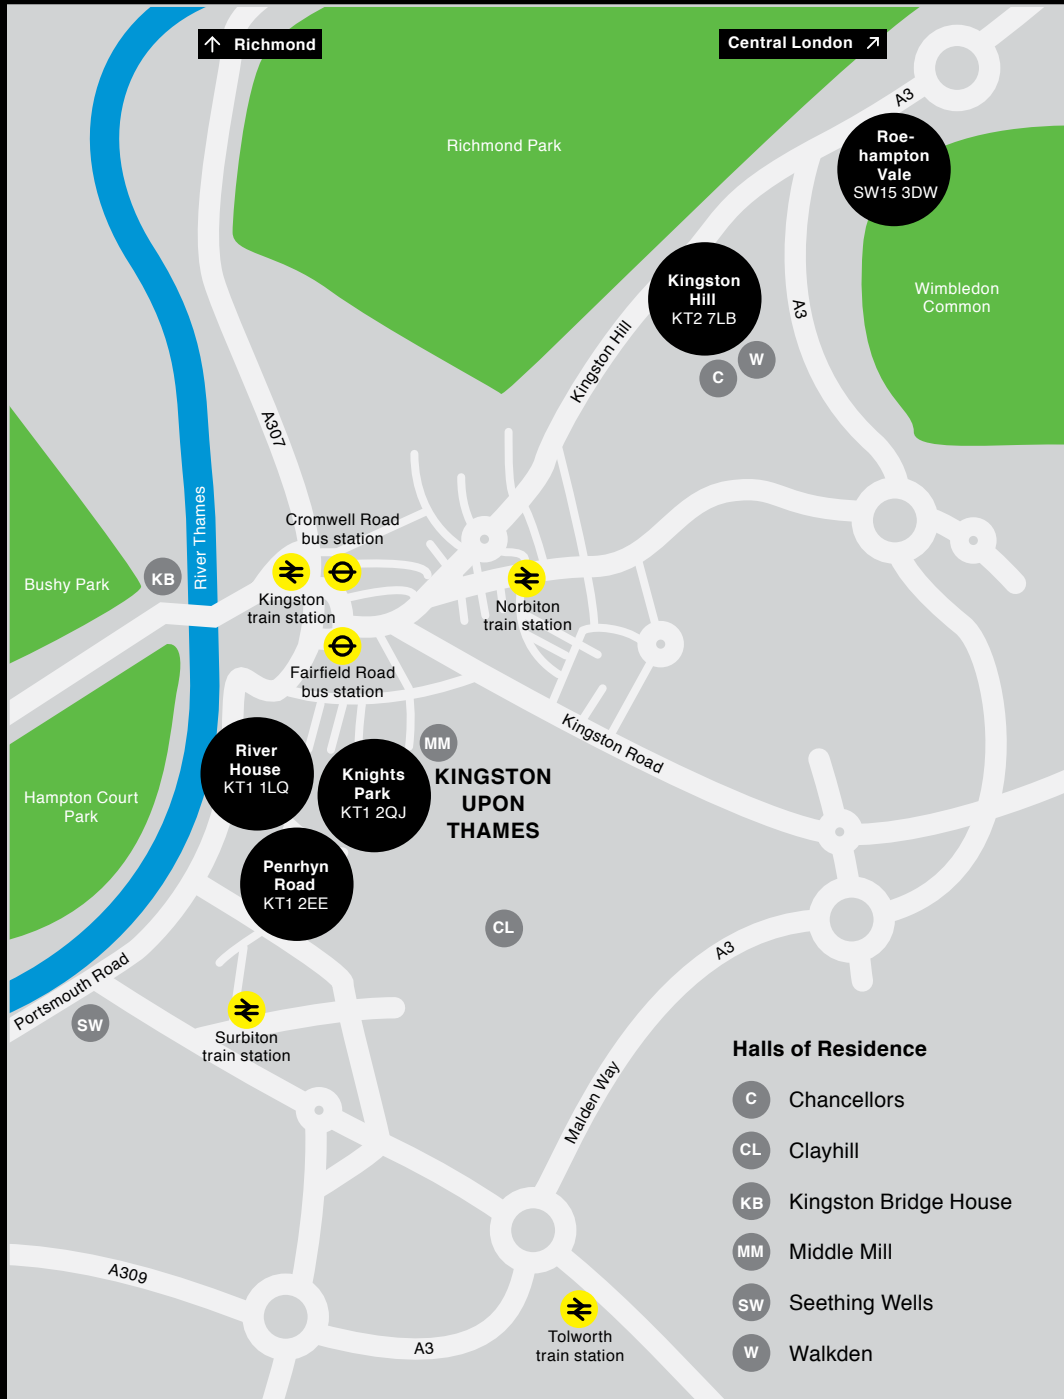 Richmond
Central London
A3
Roe-
hampton
Vale
SW15 3DW
Richmond Park
Kingston
Hill
KT2 7LB
Wimbledon
Common
A3
Kingston Hill
W
C
A307
River Thames
Cromwell Road
bus station
Bushy Park
KB
Kingston
train station
Norbiton
train station
Fairfield Road
bus station
Kingston Road
River
House
KT1 1LQ
MM
Knights
Park
KT1 2QJ
KINGSTON
UPON
THAMES
Hampton Court
Park
Penrhyn
Road
KT1 2EE
CL
A3
Portsmouth Road
SW
Surbiton
train station
Malden Way
A309
A3
Tolworth
train station
Halls of Residence
C Chancellors
CL Clayhill
KB Kingston Bridge House
MM Middle Mill
SW Seething Wells
W Walkden